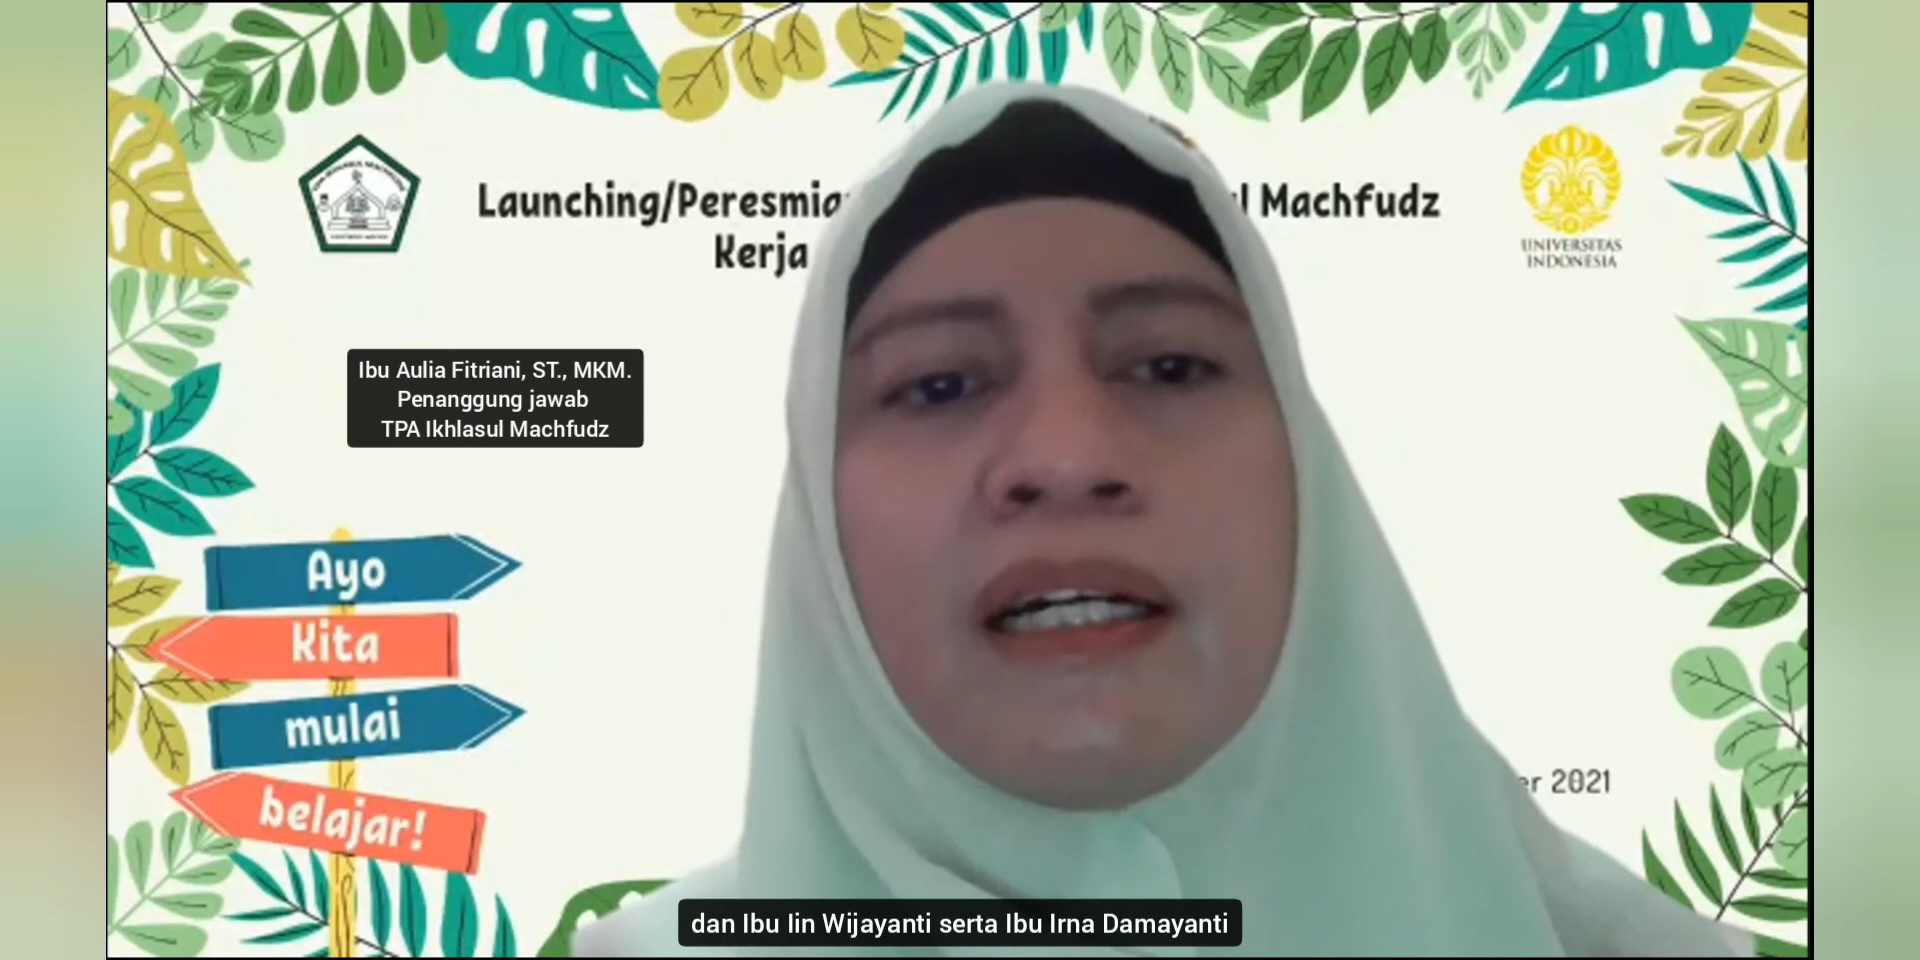 Launching/Peresmia
Machfudz
Kerja
UNIVERSITAS
INDONESIA
Ibu Aulia Fitriani, ST., MKM.
Penanggung jawab
TPA Ikhlasul Machfudz
Ayo
kita
mulai
belajar!
2021
dan Ibu Iin Wijayanti serta Ibu Irna Damayanti